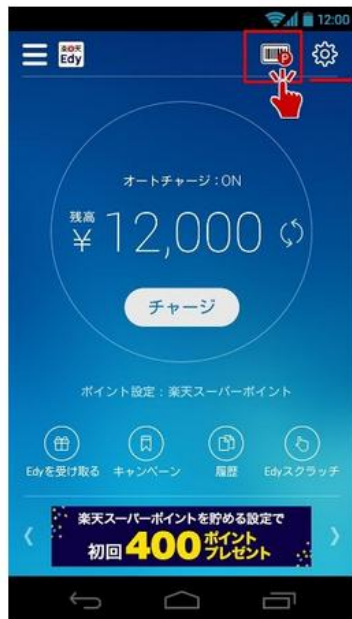 12:00
楽天
Edy
P
オートチャージ:ON
残高
¥ 12,000
チャージ
ポイント設定:楽天スーパーポイント
Edyを受け取る キャンペーン 履歴 Edyスクラッチ
楽天スーパーポイントを貯める設定で
初回400ポイント
プレゼント